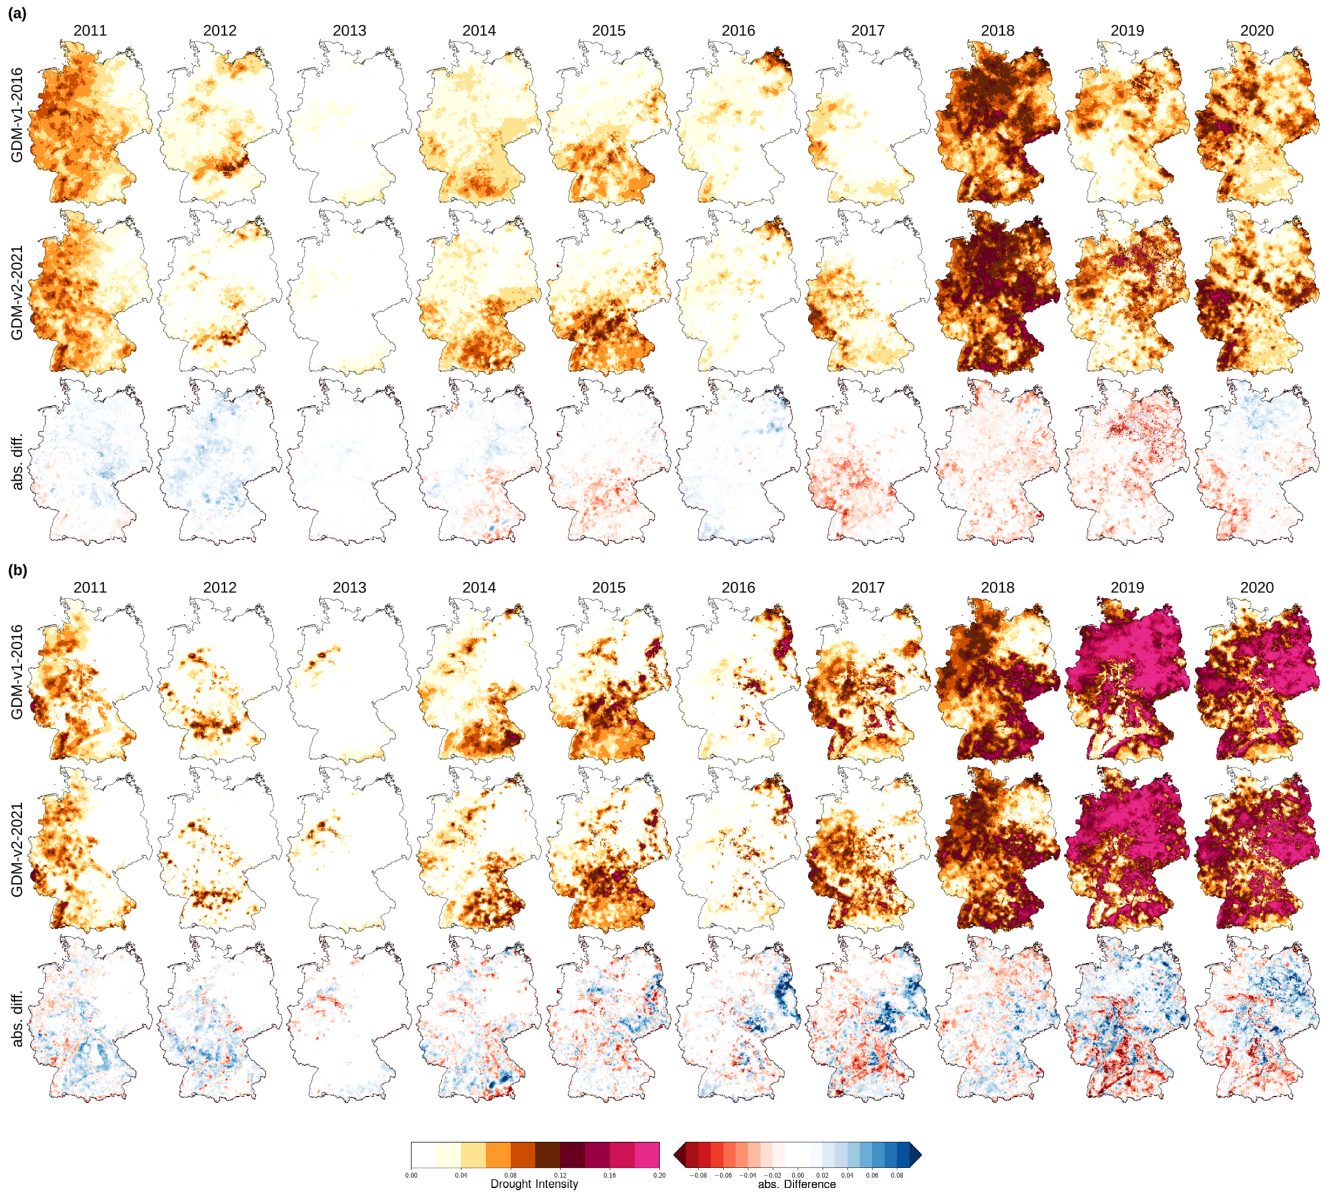 (a)
2011 2012 2013 2014 2015 2016 2017 2018 2019 2020
GDM-v1-2016
GDM-v2-2021
abs. diff.
(b)
2011 2012 2013 2014 2015 2016 2017 2018 2019 2020
GDM-v1-2016
GDM-v2-2021
abs. diff.
0.00 0.04 0.08 0.12 0.16 0.20
Drought Intensity
−0.08 −0.06 −0.04 −0.02 0.00 0.02 0.04 0.06 0.08
abs. Difference